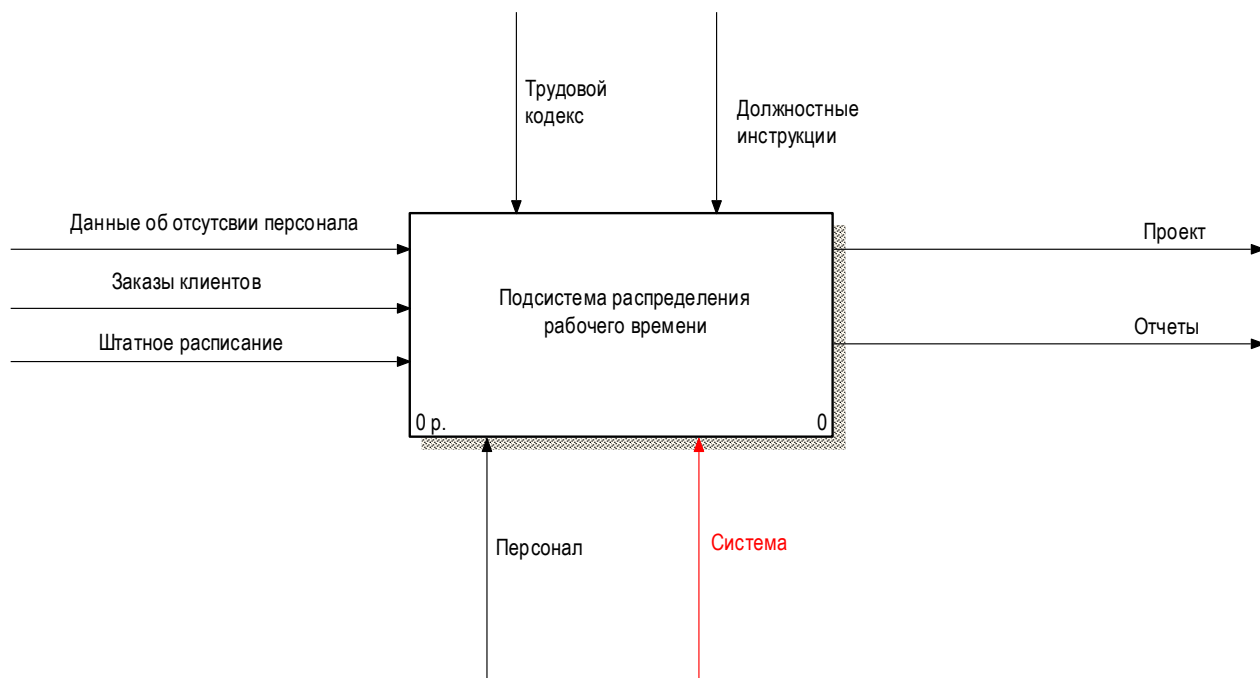 Трудовой
кодекс
Должностные
инструкции
Данные об отсутсвии персонала
Заказы клиентов
Штатное расписание
Подсистема распределения
рабочего времени
Проект
Отчеты
0 р.
0
Персонал
Система